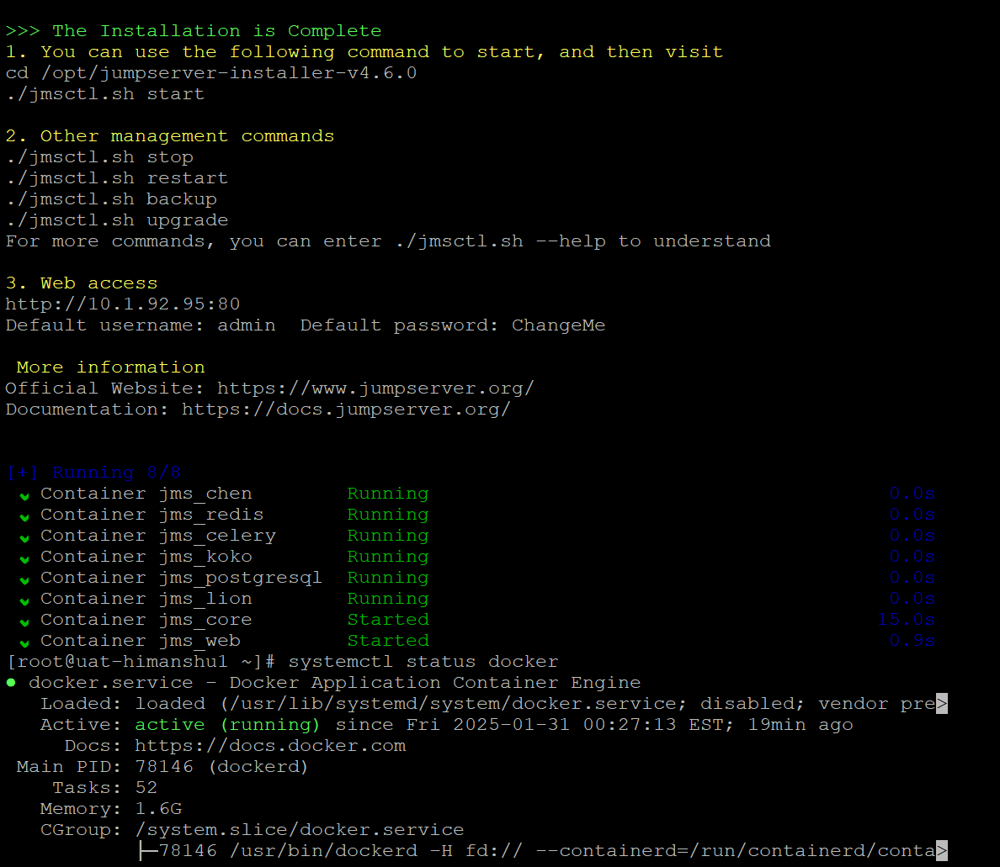 >>> The Installation is Complete
1. You can use the following command to start, and then visit
cd /opt/jumpserver-installer-v4.6.0
./jmsctl.sh start
2. Other management commands
./jmsctl.sh stop
./jmsctl.sh restart
./jmsctl.sh backup
./jmsctl.sh upgrade
For more commands, you can enter ./jmsctl.sh --help to understand
3. Web access
http://10.1.92.95:80
Default username: admin  Default password: ChangeMe
More information
Official Website: https://www.jumpserver.org/
Documentation: https://docs.jumpserver.org/
[+] Running 8/8
✔ Container jms_chen Running 0.0s
✔ Container jms_redis Running 0.0s
✔ Container jms_celery Running 0.0s
✔ Container jms_koko Running 0.0s
✔ Container jms_postgresql Running 0.0s
✔ Container jms_lion Running 0.0s
✔ Container jms_core Started 15.0s
✔ Container jms_web Started 0.9s
[root@uat-himanshu1 ~]# systemctl status docker
● docker.service - Docker Application Container Engine
Loaded: loaded (/usr/lib/systemd/system/docker.service; disabled; vendor pre>
Active: active (running) since Fri 2025-01-31 00:27:13 EST; 19min ago
Docs: https://docs.docker.com
Main PID: 78146 (dockerd)
Tasks: 52
Memory: 1.6G
CGroup: /system.slice/docker.service
├─78146 /usr/bin/dockerd -H fd:// --containerd=/run/containerd/conta>